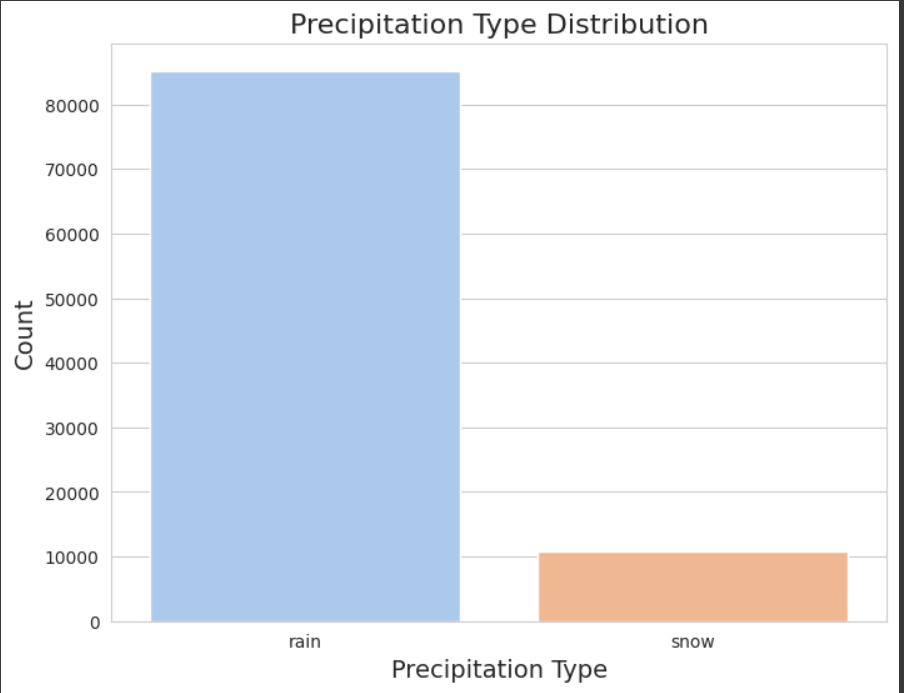 Precipitation Type Distribution
Count
80000
70000
60000
50000
40000
30000
20000
10000
0
rain
snow
Precipitation Type